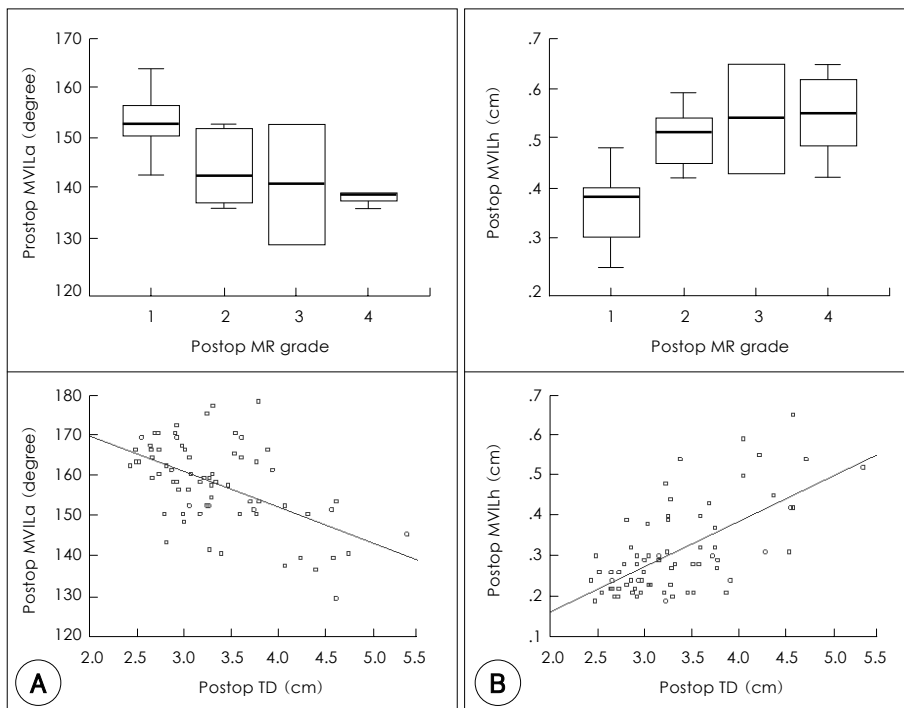 170
160
150
140
130
120
Prostop MVILa (degree)
1 2 3 4
Postop MR grade
.7
.6
.5
.4
.3
.2
Postop MVILh (cm)
1 2 3 4
Postop MR grade
180
170
160
150
140
130
120
Postop MVILa (degree)
2.0 2.5 3.0 3.5 4.0 4.5 5.0 5.5
Postop TD (cm)
A
.7
.6
.5
.4
.3
.2
.1
Postop MVILh (cm)
2.0 2.5 3.0 3.5 4.0 4.5 5.0 5.5
Postop TD (cm)
B